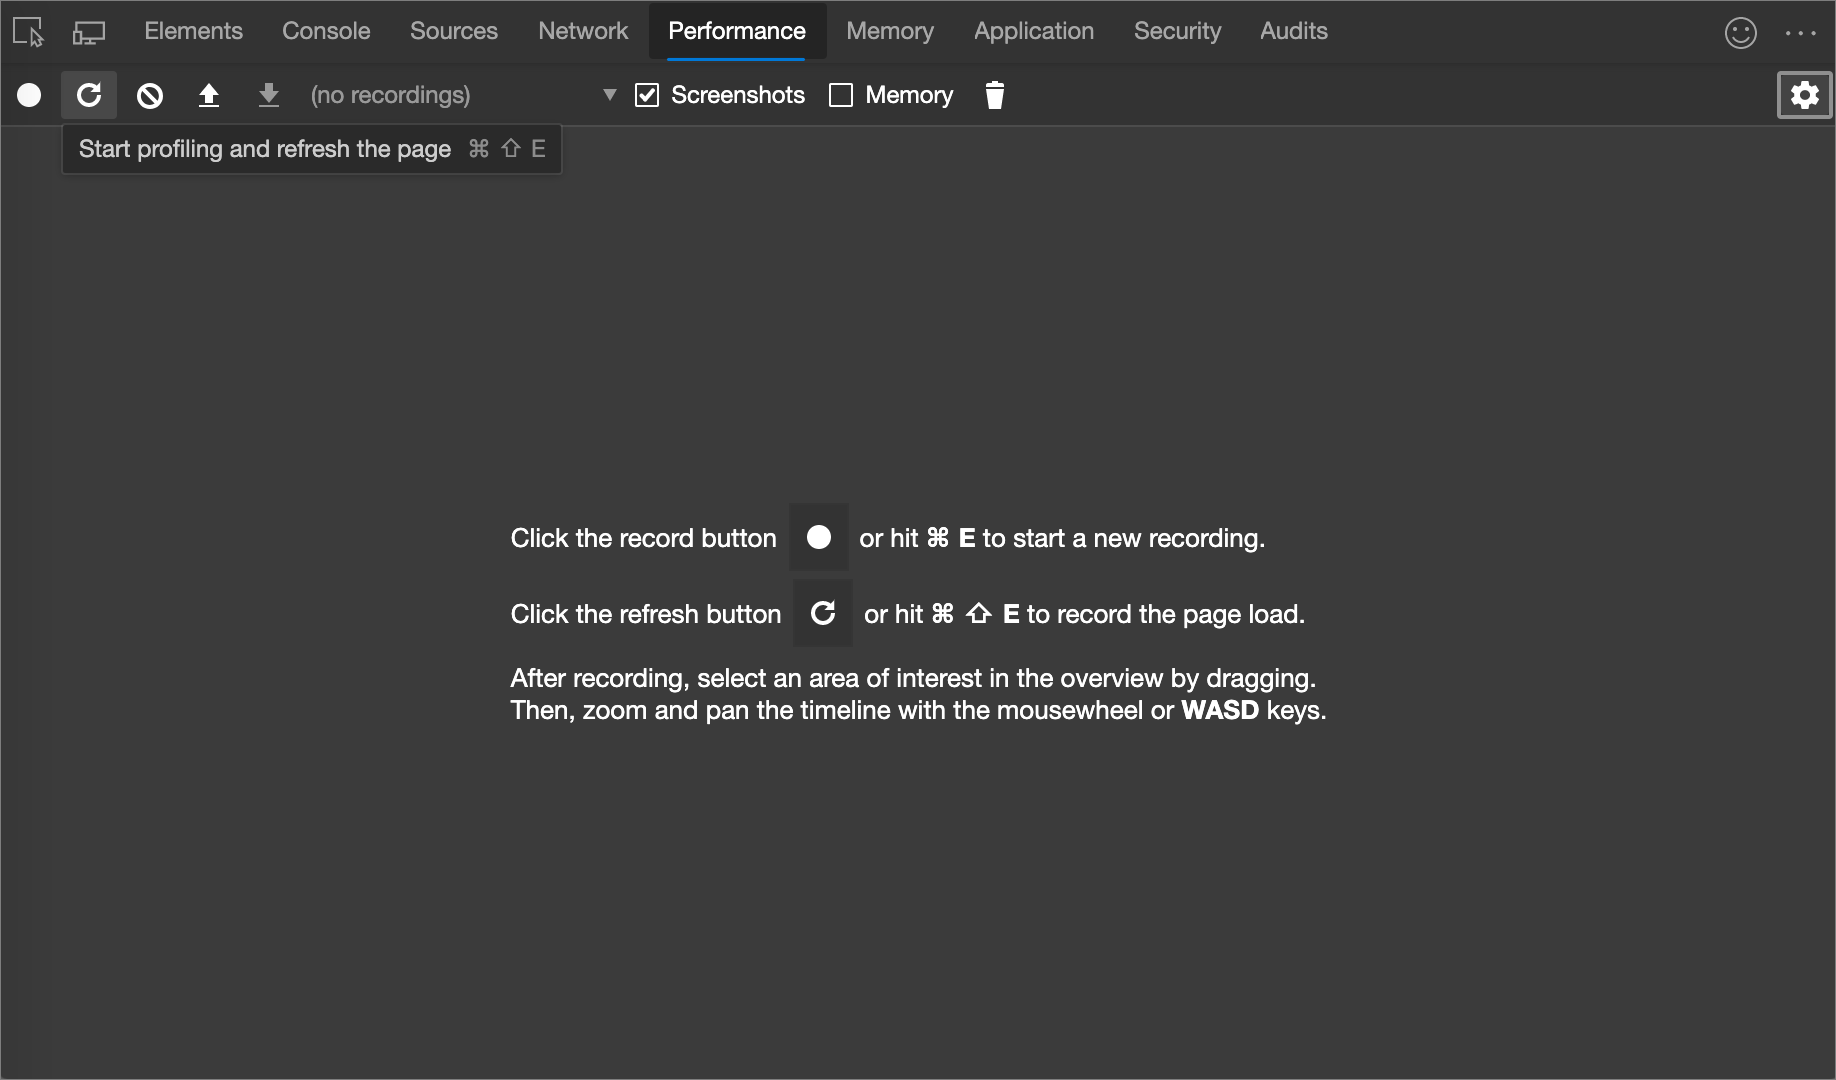 Elements Console Sources Network Performance Memory Application Security Audits
(no recordings) Screenshots Memory
Start profiling and refresh the page ⌘ ⇧ E
Click the record button or hit ⌘ E to start a new recording.
Click the refresh button or hit ⌘ ⇧ E to record the page load.
After recording, select an area of interest in the overview by dragging.
Then, zoom and pan the timeline with the mousewheel or WASD keys.